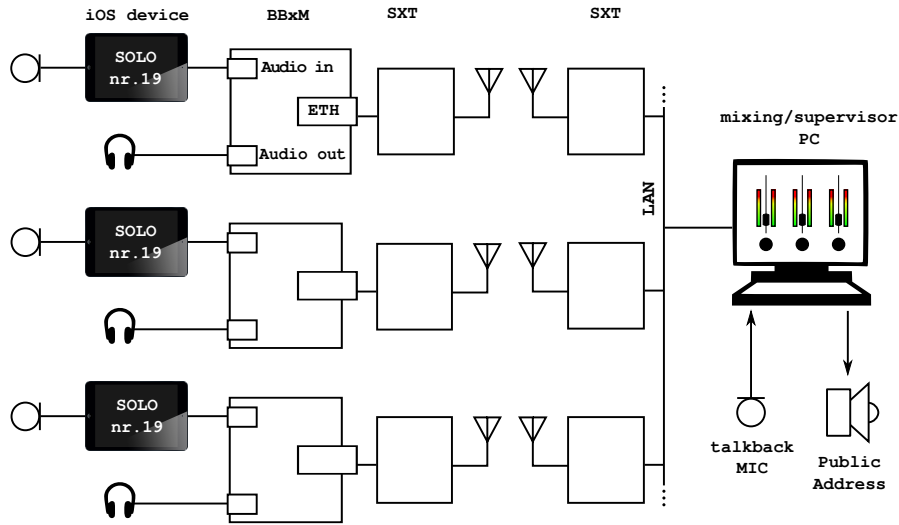 iOS device
BBxM
SXT
SXT
SOLO
nr.19
Audio in
ETH
Audio out
mixing/supervisor
PC
LAN
SOLO
nr.19
SOLO
nr.19
talkback
MIC
Public
Address